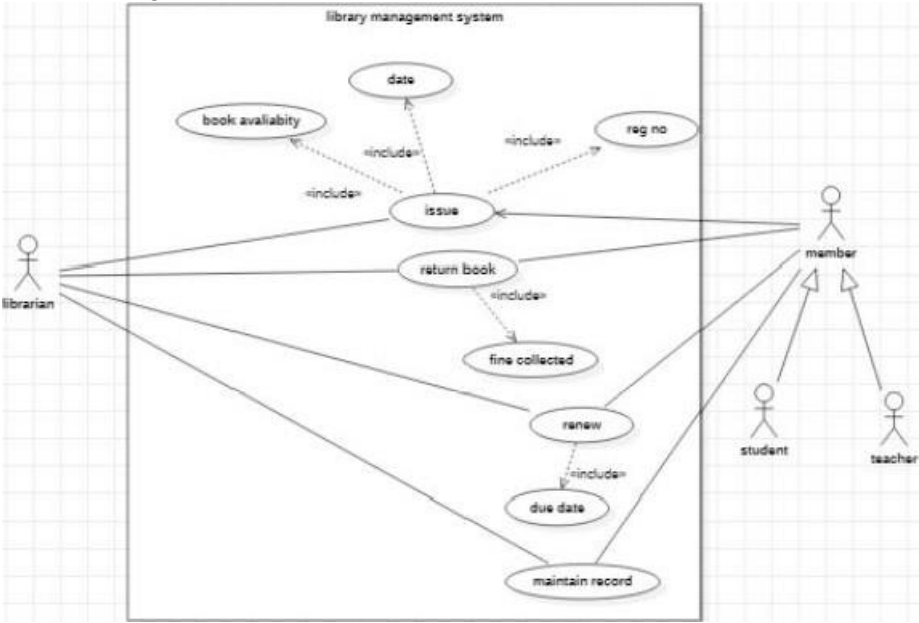 library management system
date
book avaliabity
reg no
«include»
«include»
«include»
issue
member
return book
librarian
«include»
fine collected
renew
student
teacher
«include»
due date
maintain record